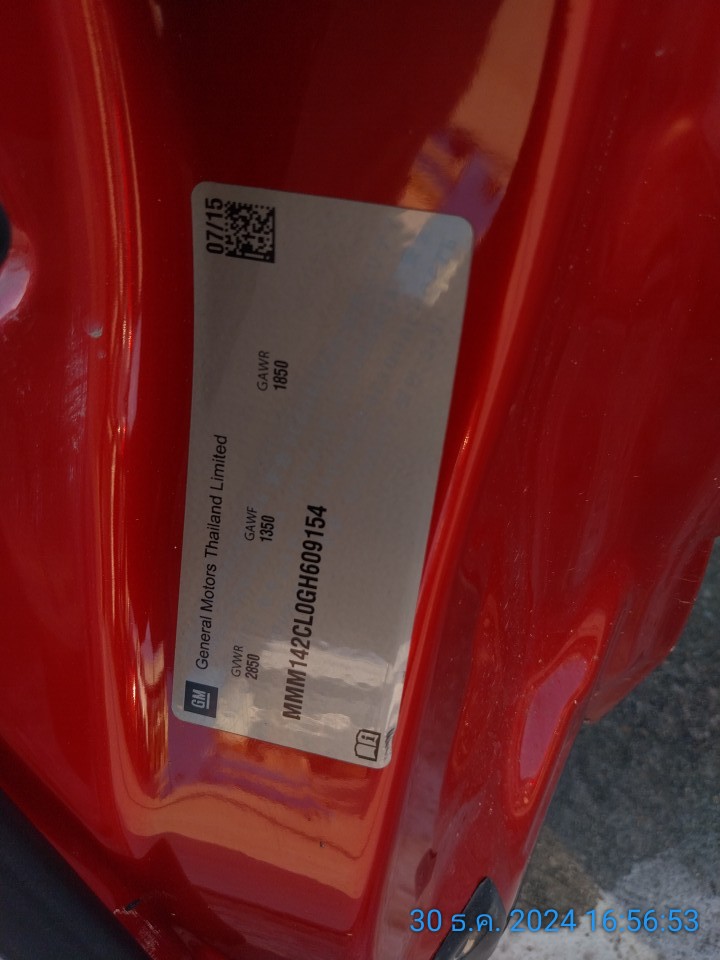 GM General Motors Thailand Limited
07/15
GVWR GAWF GAWR
2850 1350 1850
MMM142CL0GH609154
30 ธ.ค. 2024 16:56:53